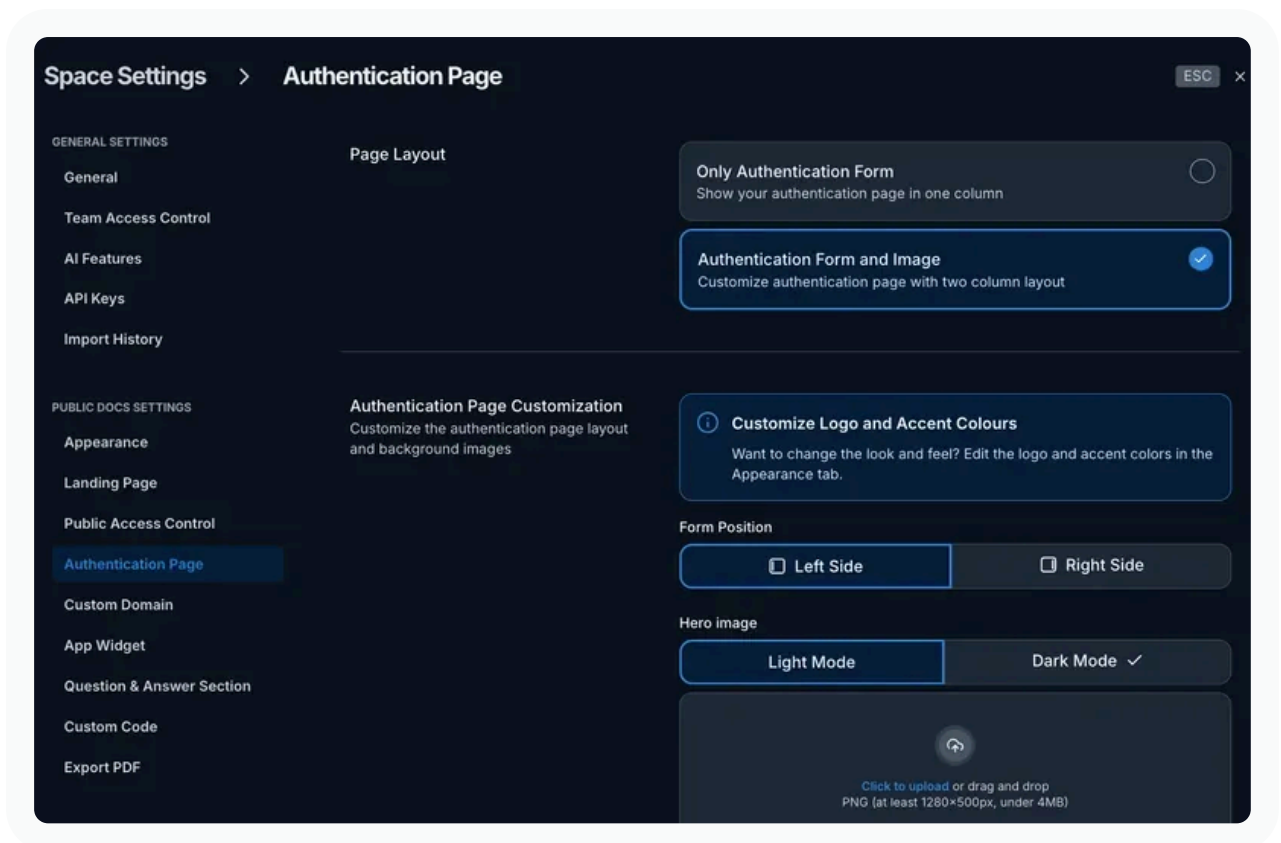 Space Settings > Authentication Page
ESC ×
GENERAL SETTINGS
General
Team Access Control
AI Features
API Keys
Import History
PUBLIC DOCS SETTINGS
Appearance
Landing Page
Public Access Control
Authentication Page
Custom Domain
App Widget
Question & Answer Section
Custom Code
Export PDF
Page Layout
Only Authentication Form
Show your authentication page in one column
Authentication Form and Image
Customize authentication page with two column layout
Authentication Page Customization
Customize the authentication page layout
and background images
Customize Logo and Accent Colours
Want to change the look and feel? Edit the logo and accent colors in the
Appearance tab.
Form Position
Left Side
Right Side
Hero image
Light Mode
Dark Mode
Click to upload or drag and drop
PNG (at least 1280×500px, under 4MB)